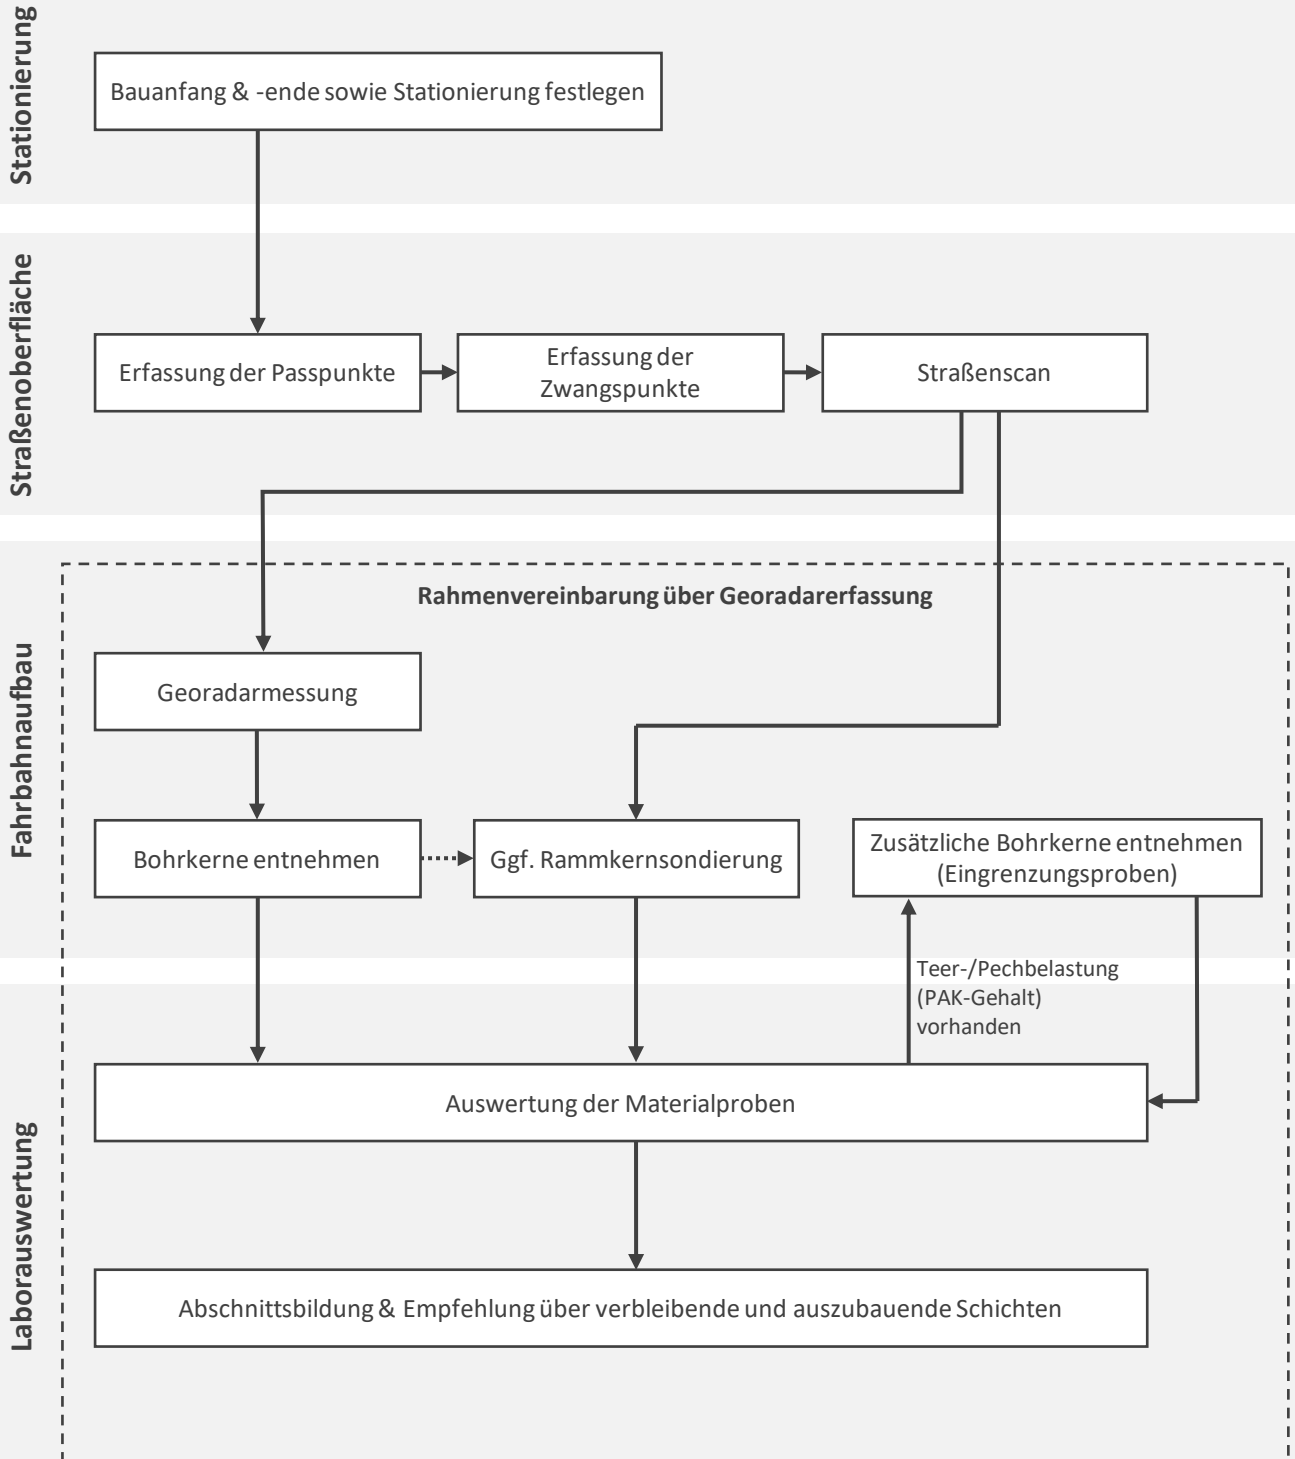 Stationierung
Bauanfang & -ende sowie Stationierung festlegen
Straßenoberfläche
Erfassung der Passpunkte
Erfassung der
Zwangspunkte
Straßenscan
Fahrbahnaufbau
Rahmenvereinbarung über Georadarerfassung
Georadarmessung
Bohrkerne entnehmen
Ggf. Rammkernsondierung
Zusätzliche Bohrkerne entnehmen
(Eingrenzungsproben)
Teer-/Pechbelastung
(PAK-Gehalt)
vorhanden
Laborauswertung
Auswertung der Materialproben
Abschnittsbildung & Empfehlung über verbleibende und auszubauende Schichten